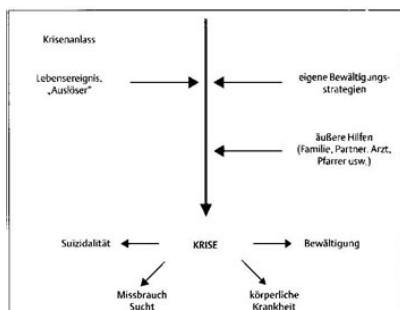 Krisenanlass
Lebensereignis,
„Auslöser“
eigene Bewältigungs-
strategien
äußere Hilfen
(Familie, Partner, Arzt,
Pfarrer usw.)
Suizidalität
KRISE
Bewältigung
Missbrauch
Sucht
körperliche
Krankheit